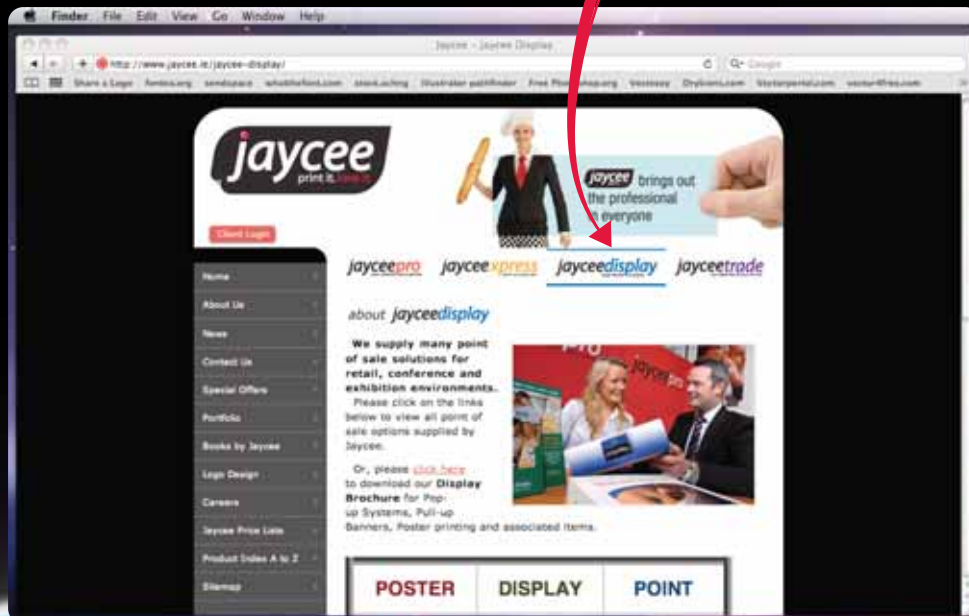 Finder File Edit View Go Window Help
Jaycee - Jaycee Display
http://www.jaycee.ie/jaycee-display/
Google
Share a Logo
sendspace whatthefont.com
jaycee
print it. love it.
jaycee brings out
the professional
in everyone
Client Login
jayceepro jayceexpress jayceedisplay jayceetrade
Home
About Us
News
Contact Us
Special Offers
Portfolio
Books by Jaycee
Logo Design
Careers
Jaycee Price Lists
Product Index A to Z
Sitemap
about jayceedisplay
We supply many point
of sale solutions for
retail, conference and
exhibition environments.
Please click on the links
below to view all point of
sale options supplied by
Jaycee.
Or, please click here
to download our Display
Brochure for Pop-
up Systems, Pull-up
Banners, Poster printing and associated items.
pro
jayceepro
POSTER DISPLAY POINT